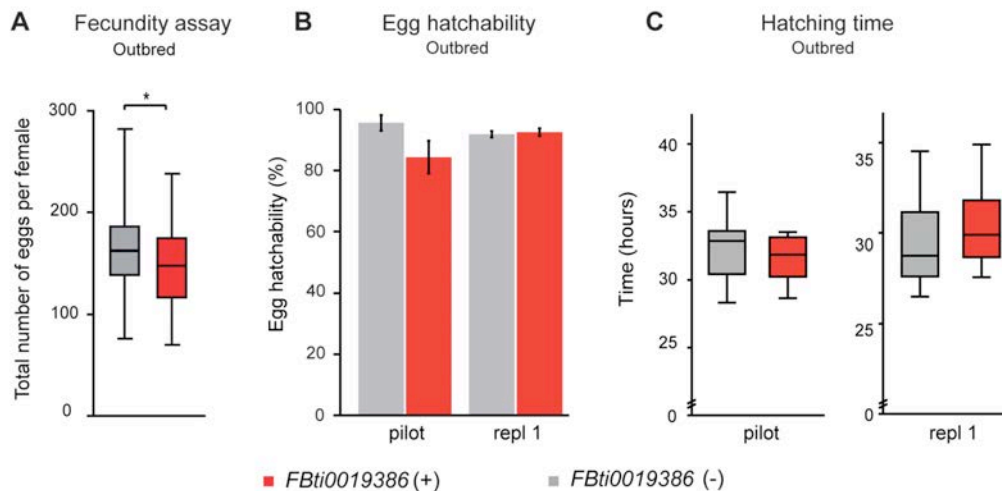 A Fecundity assay
Outbred
Total number of eggs per female
300
200
100
0
*
B Egg hatchability
Outbred
Egg hatchability (%)
100
80
60
40
20
0
pilot repl 1
C Hatching time
Outbred
Time (hours)
40
35
30
25
0
pilot
35
30
25
0
repl 1
FBti0019386 (+) FBti0019386 (-)